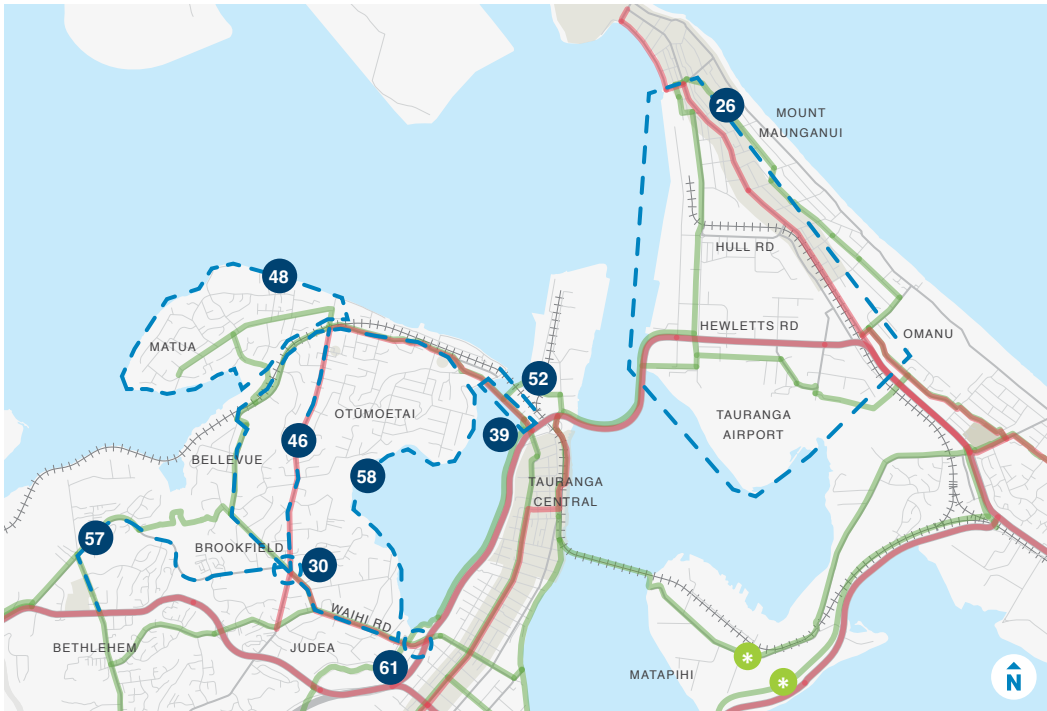 26
MOUNT
MAUNGANUI
HULL RD
48
HEWLETTS RD
OMANU
MATUA
52
OTŪMOETAI
TAURANGA
AIRPORT
39
46
BELLEVUE
58
TAURANGA
CENTRAL
57
BROOKFIELD
30
WAIHI RD
BETHLEHEM
JUDEA
61
*
MATAPIHI
*
N